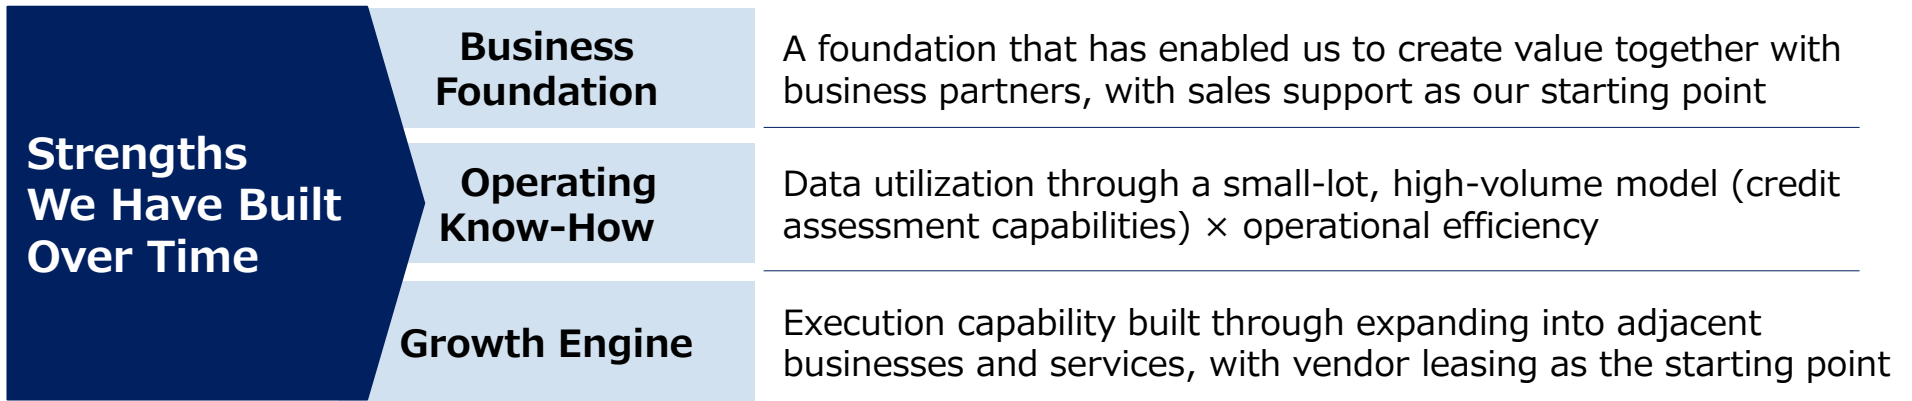 Strengths
We Have Built
Over Time
Business
Foundation
A foundation that has enabled us to create value together with
business partners, with sales support as our starting point
Operating
Know-How
Data utilization through a small-lot, high-volume model (credit
assessment capabilities) × operational efficiency
Growth Engine
Execution capability built through expanding into adjacent
businesses and services, with vendor leasing as the starting point